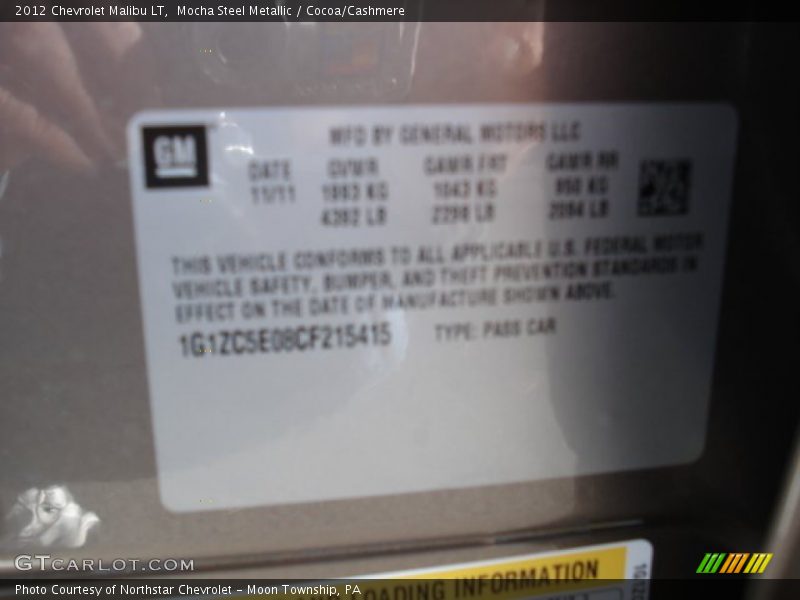 2012 Chevrolet Malibu LT, Mocha Steel Metallic / Cocoa/Cashmere
GM
MFD BY GENERAL MOTORS LLC
DATE GVWR GAWR FRT GAWR RR
11/11 1993 KG 1043 KG 950 KG
4392 LB 2298 LB 2094 LB
THIS VEHICLE CONFORMS TO ALL APPLICABLE U.S. FEDERAL MOTOR
VEHICLE SAFETY, BUMPER, AND THEFT PREVENTION STANDARDS IN
EFFECT ON THE DATE OF MANUFACTURE SHOWN ABOVE.
1G1ZC5E08CF215415 TYPE: PASS CAR
LOADING INFORMATION
GTCARLOT.COM
Photo Courtesy of Northstar Chevrolet – Moon Township, PA